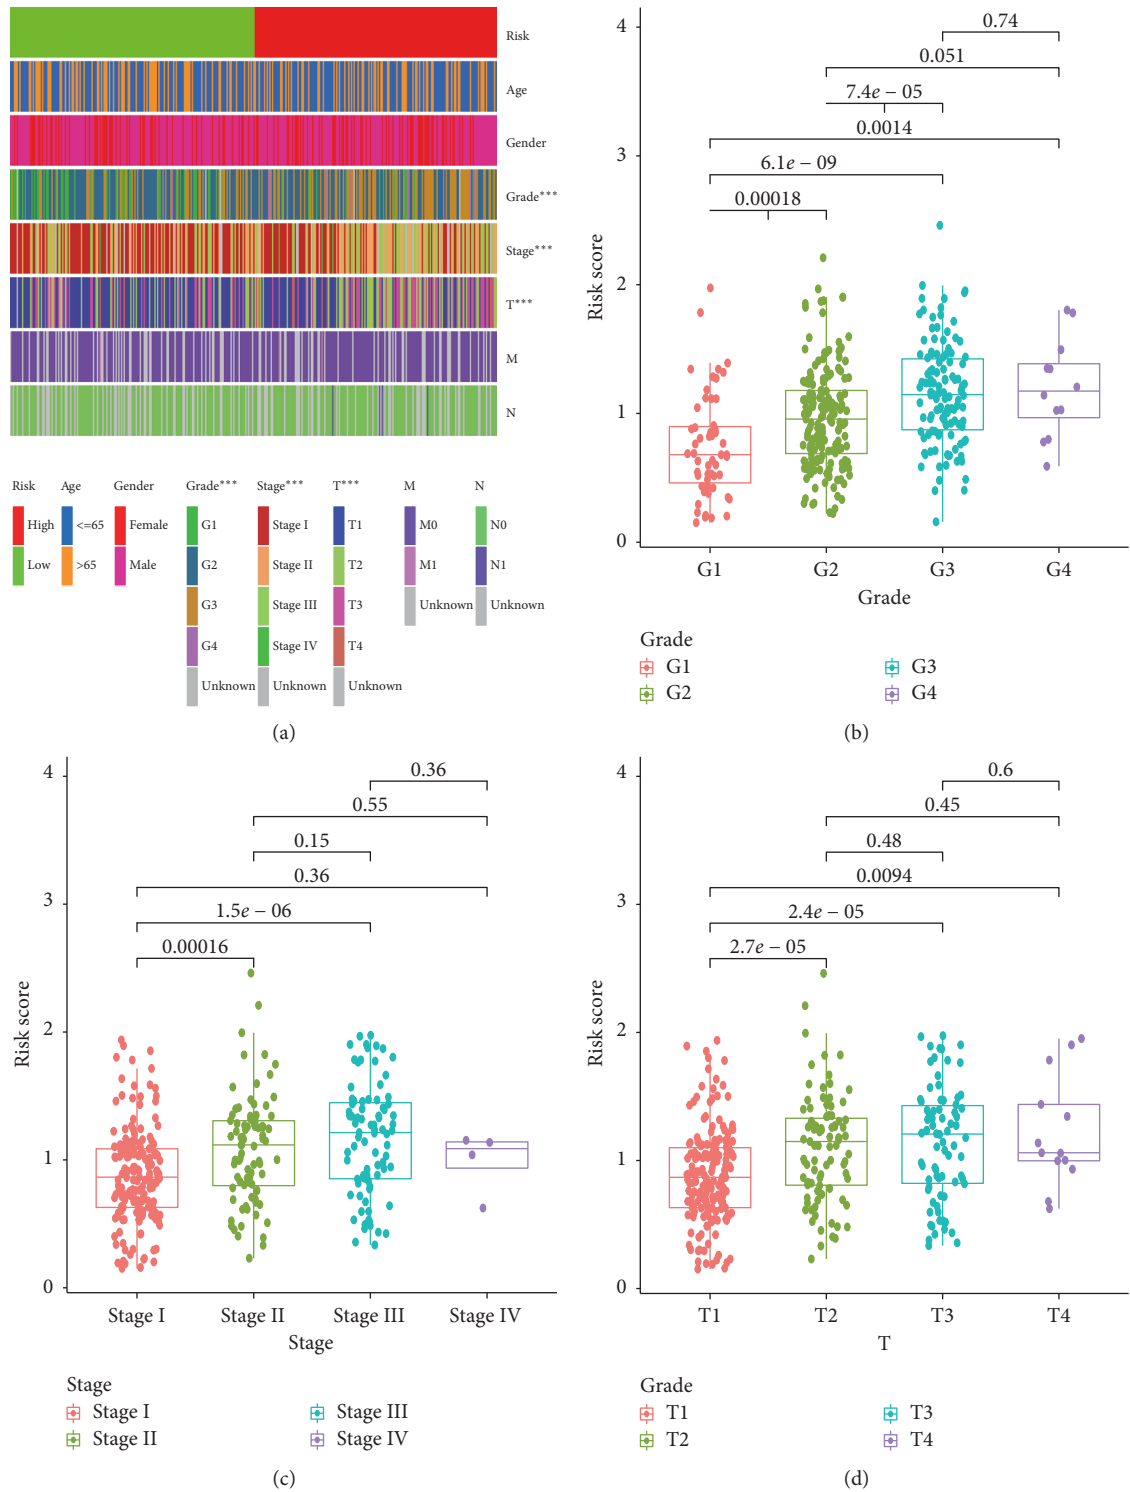 Risk
Age
Gender
Grade***
Stage***
T***
M
N
Risk
High
Low
Age
<=65
>65
Gender
Female
Male
Grade***
G1
G2
G3
G4
Unknown
Stage***
Stage I
Stage II
Stage III
Stage IV
Unknown
T***
T1
T2
T3
T4
Unknown
M
M0
M1
Unknown
N
N0
N1
Unknown
(a)
Risk score
4
3
2
1
0
0.74
0.051
7.4e − 05
0.0014
6.1e − 09
0.00018
G1 G2 G3 G4
Grade
Grade
G1
G2
G3
G4
(b)
Risk score
4
3
2
1
0
0.36
0.55
0.15
0.36
1.5e − 06
0.00016
Stage I Stage II Stage III Stage IV
Stage
Stage
Stage I
Stage II
Stage III
Stage IV
(c)
Risk score
4
3
2
1
0
0.6
0.45
0.48
0.0094
2.4e − 05
2.7e − 05
T1 T2 T3 T4
T
Grade
T1
T2
T3
T4
(d)